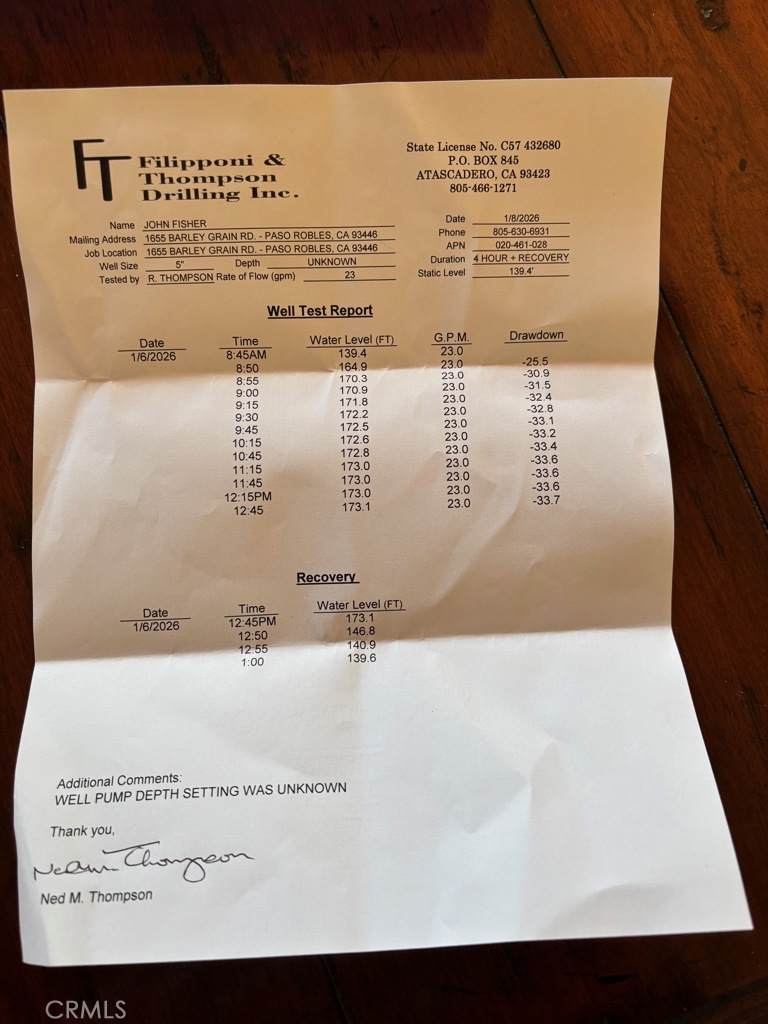 FT Filipponi &
Thompson
Drilling Inc.
State License No. C57 432680
P.O. BOX 845
ATASCADERO, CA 93423
805-466-1271
Name JOHN FISHER
Mailing Address 1655 BARLEY GRAIN RD. - PASO ROBLES, CA 93446
Job Location 1655 BARLEY GRAIN RD. - PASO ROBLES, CA 93446
Well Size 5" Depth UNKNOWN
Tested by R. THOMPSON Rate of Flow (gpm) 23
Date 1/8/2026
Phone 805-630-6931
APN 020-461-028
Duration 4 HOUR + RECOVERY
Static Level 139.4'
Well Test Report
Date Time Water Level (FT) G.P.M. Drawdown
1/6/2026 8:45AM 139.4 23.0
8:50 164.9 23.0 -25.5
8:55 170.3 23.0 -30.9
9:00 170.9 23.0 -31.5
9:15 171.8 23.0 -32.4
9:30 172.2 23.0 -32.8
9:45 172.5 23.0 -33.1
10:15 172.6 23.0 -33.2
10:45 172.8 23.0 -33.4
11:15 173.0 23.0 -33.6
11:45 173.0 23.0 -33.6
12:15PM 173.0 23.0 -33.6
12:45 173.1 23.0 -33.7
Recovery
Date Time Water Level (FT)
1/6/2026 12:45PM 173.1
12:50 146.8
12:55 140.9
1:00 139.6
Additional Comments:
WELL PUMP DEPTH SETTING WAS UNKNOWN
Thank you,
Ned M. Thompson
Ned M. Thompson
CRMLS